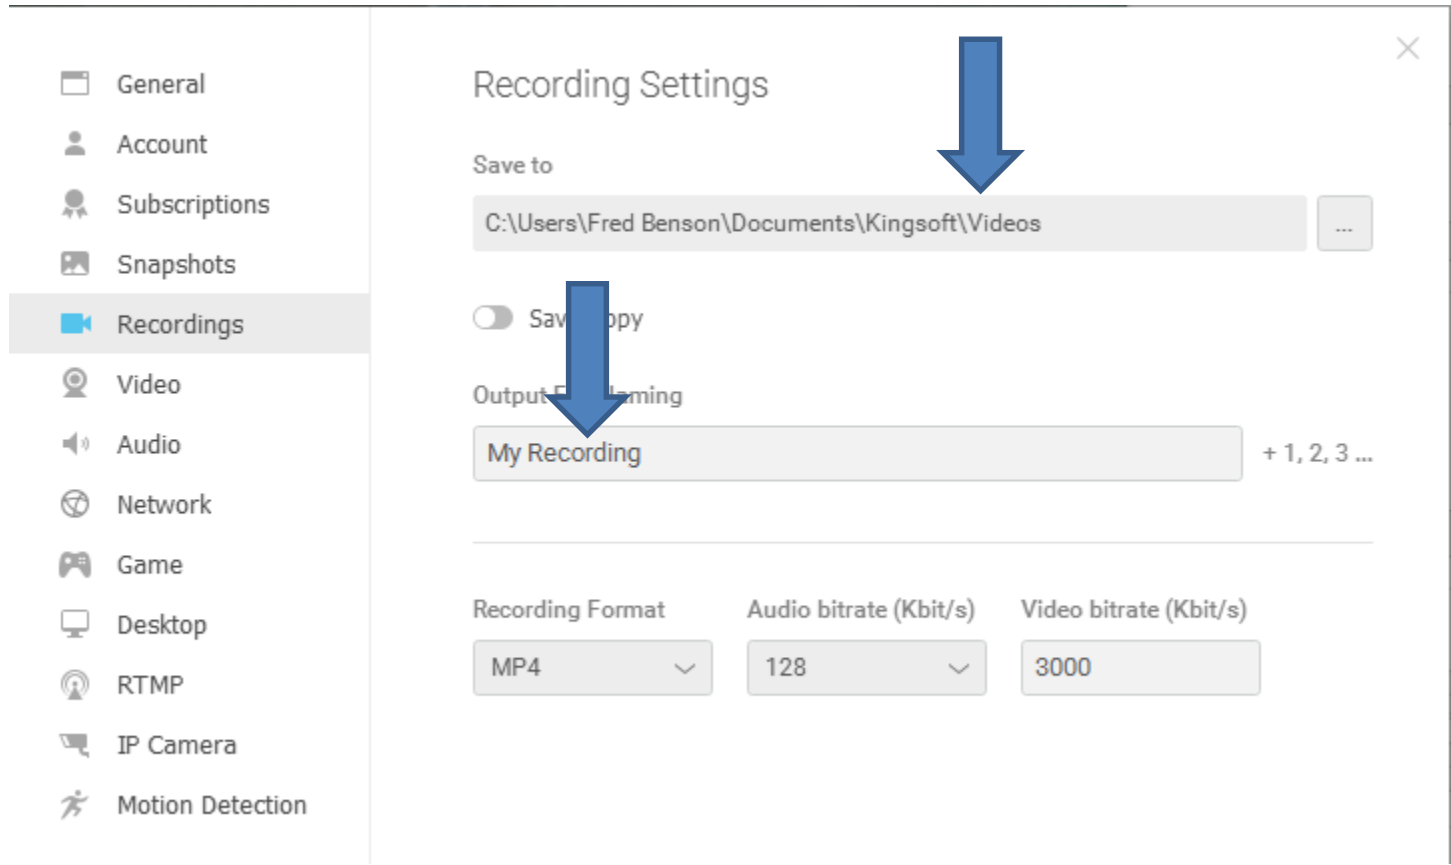 General
Account
Subscriptions
Snapshots
Recordings
Video
Audio
Network
Game
Desktop
RTMP
IP Camera
Motion Detection
Recording Settings
Save to
C:\Users\Fred Benson\Documents\Kingsoft\Videos
...
Output
My Recording
+ 1, 2, 3 ...
Recording Format
Audio bitrate (Kbit/s)
Video bitrate (Kbit/s)
MP4
128
3000